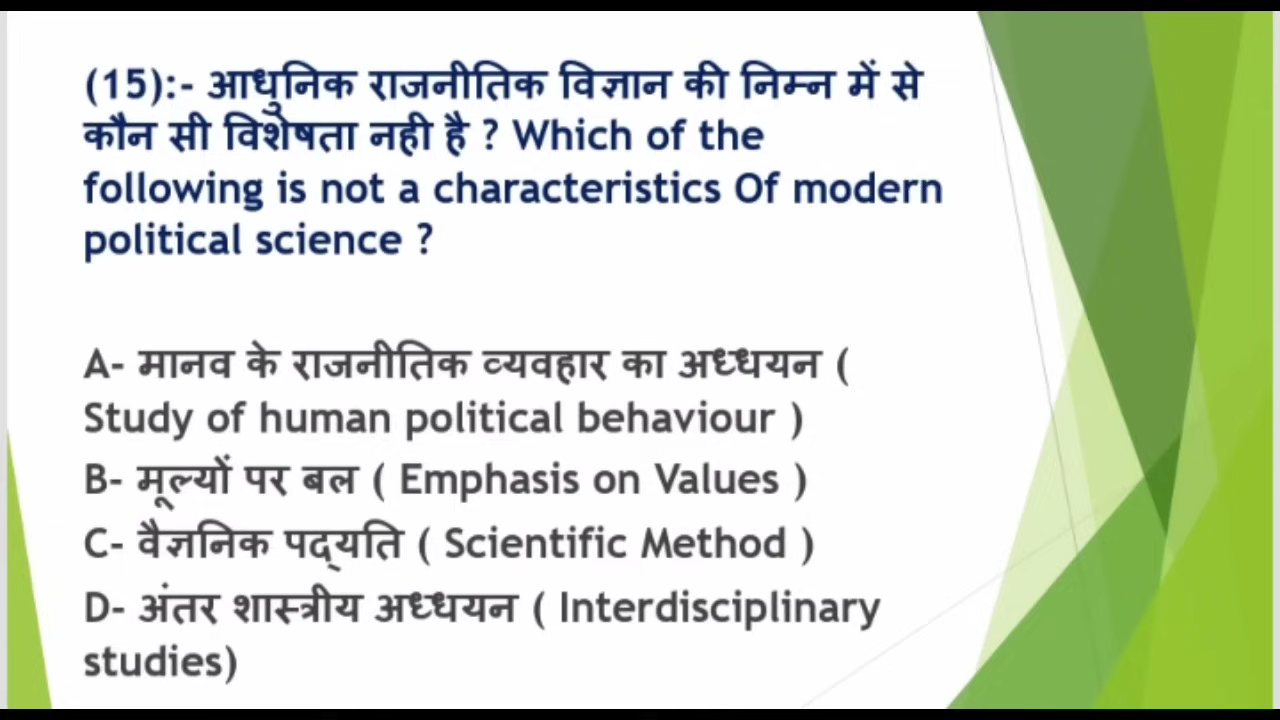 (15):- आधुनिक राजनीतिक विज्ञान की निम्न में से
कौन सी विशेषता नही है ? Which of the
following is not a characteristics Of modern
political science ?
A- मानव के राजनीतिक व्यवहार का अध्धयन (
Study of human political behaviour )
B- मूल्यों पर बल ( Emphasis on Values )
C- वैज्ञनिक पद्यति ( Scientific Method )
D- अंतर शास्त्रीय अध्धयन ( Interdisciplinary
studies)